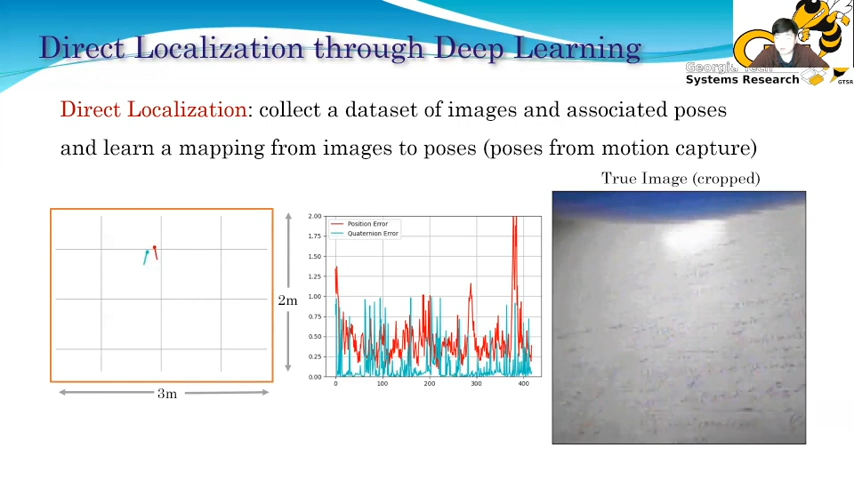 Direct Localization through Deep Learning
Georgia Tech
Systems Research
GTSR
Direct Localization: collect a dataset of images and associated poses
and learn a mapping from images to poses (poses from motion capture)
True Image (cropped)
2m
3m
Position Error
Quaternion Error
2.00
1.75
1.50
1.25
1.00
0.75
0.50
0.25
0.00
0
100
200
300
400